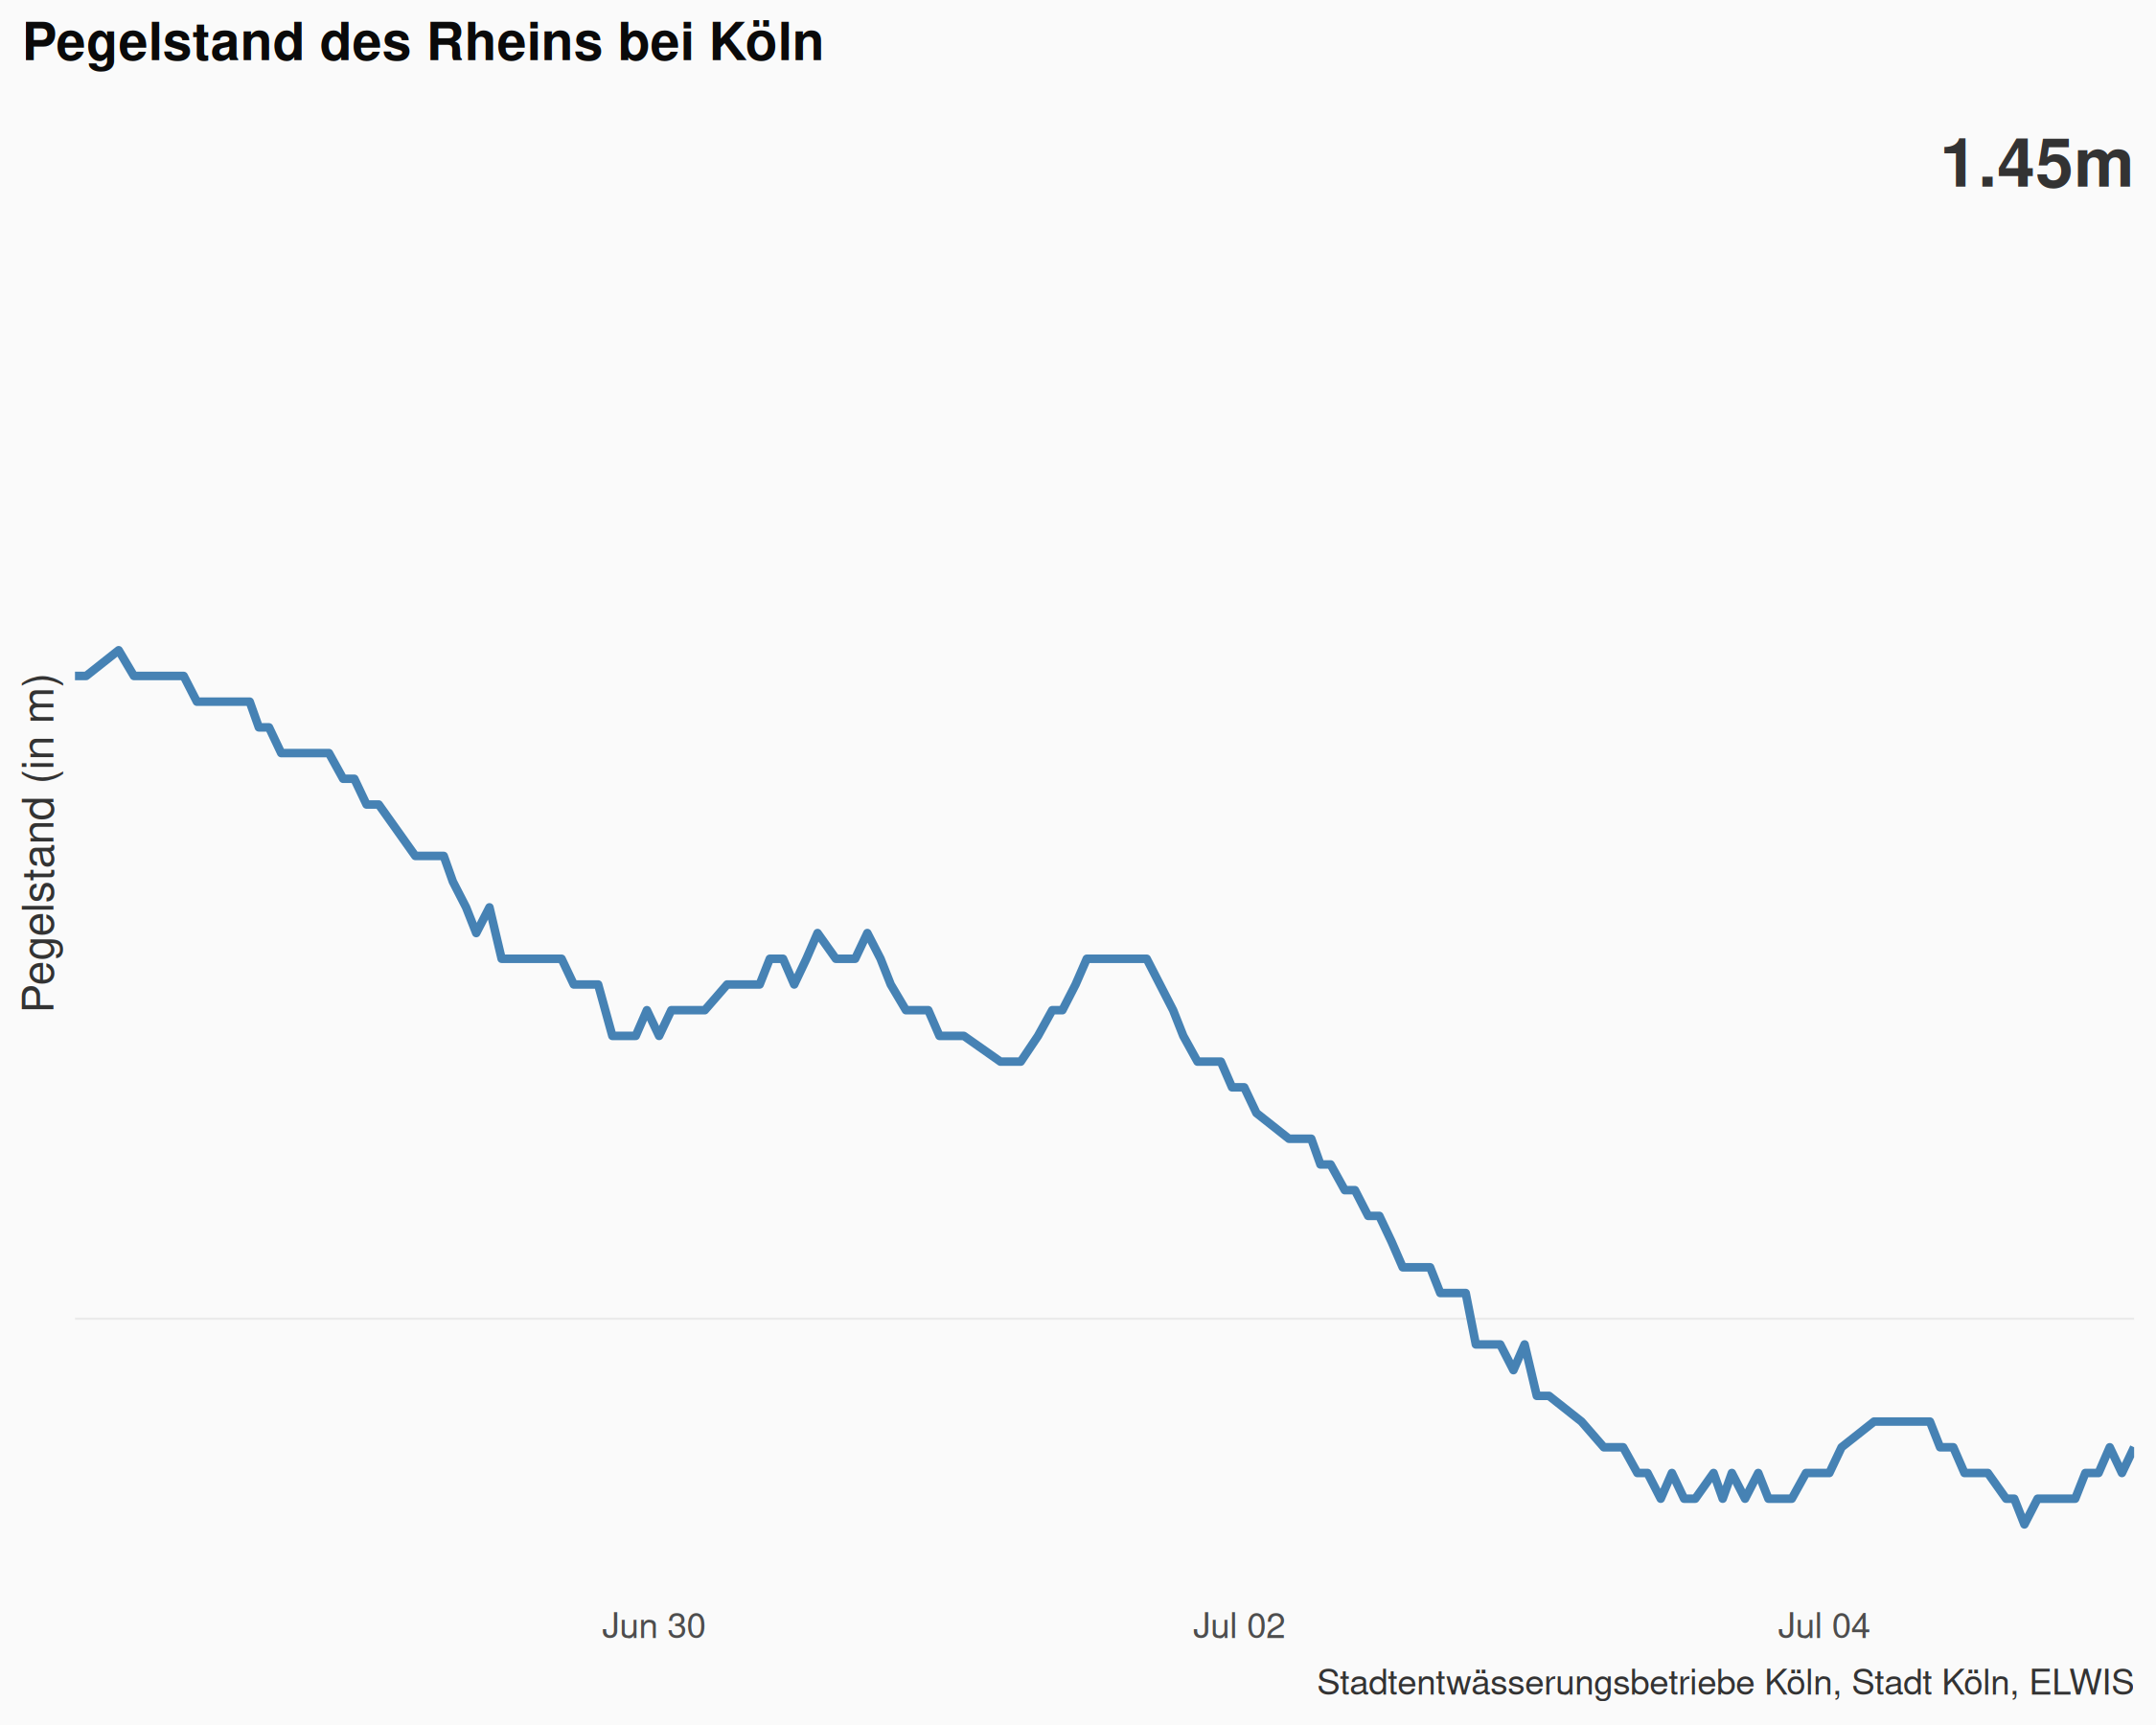 Pegelstand des Rheins bei Köln
1.45m
Pegelstand (in m)
Jun 30
Jul 02
Jul 04
Stadtentwässerungsbetriebe Köln, Stadt Köln, ELWIS